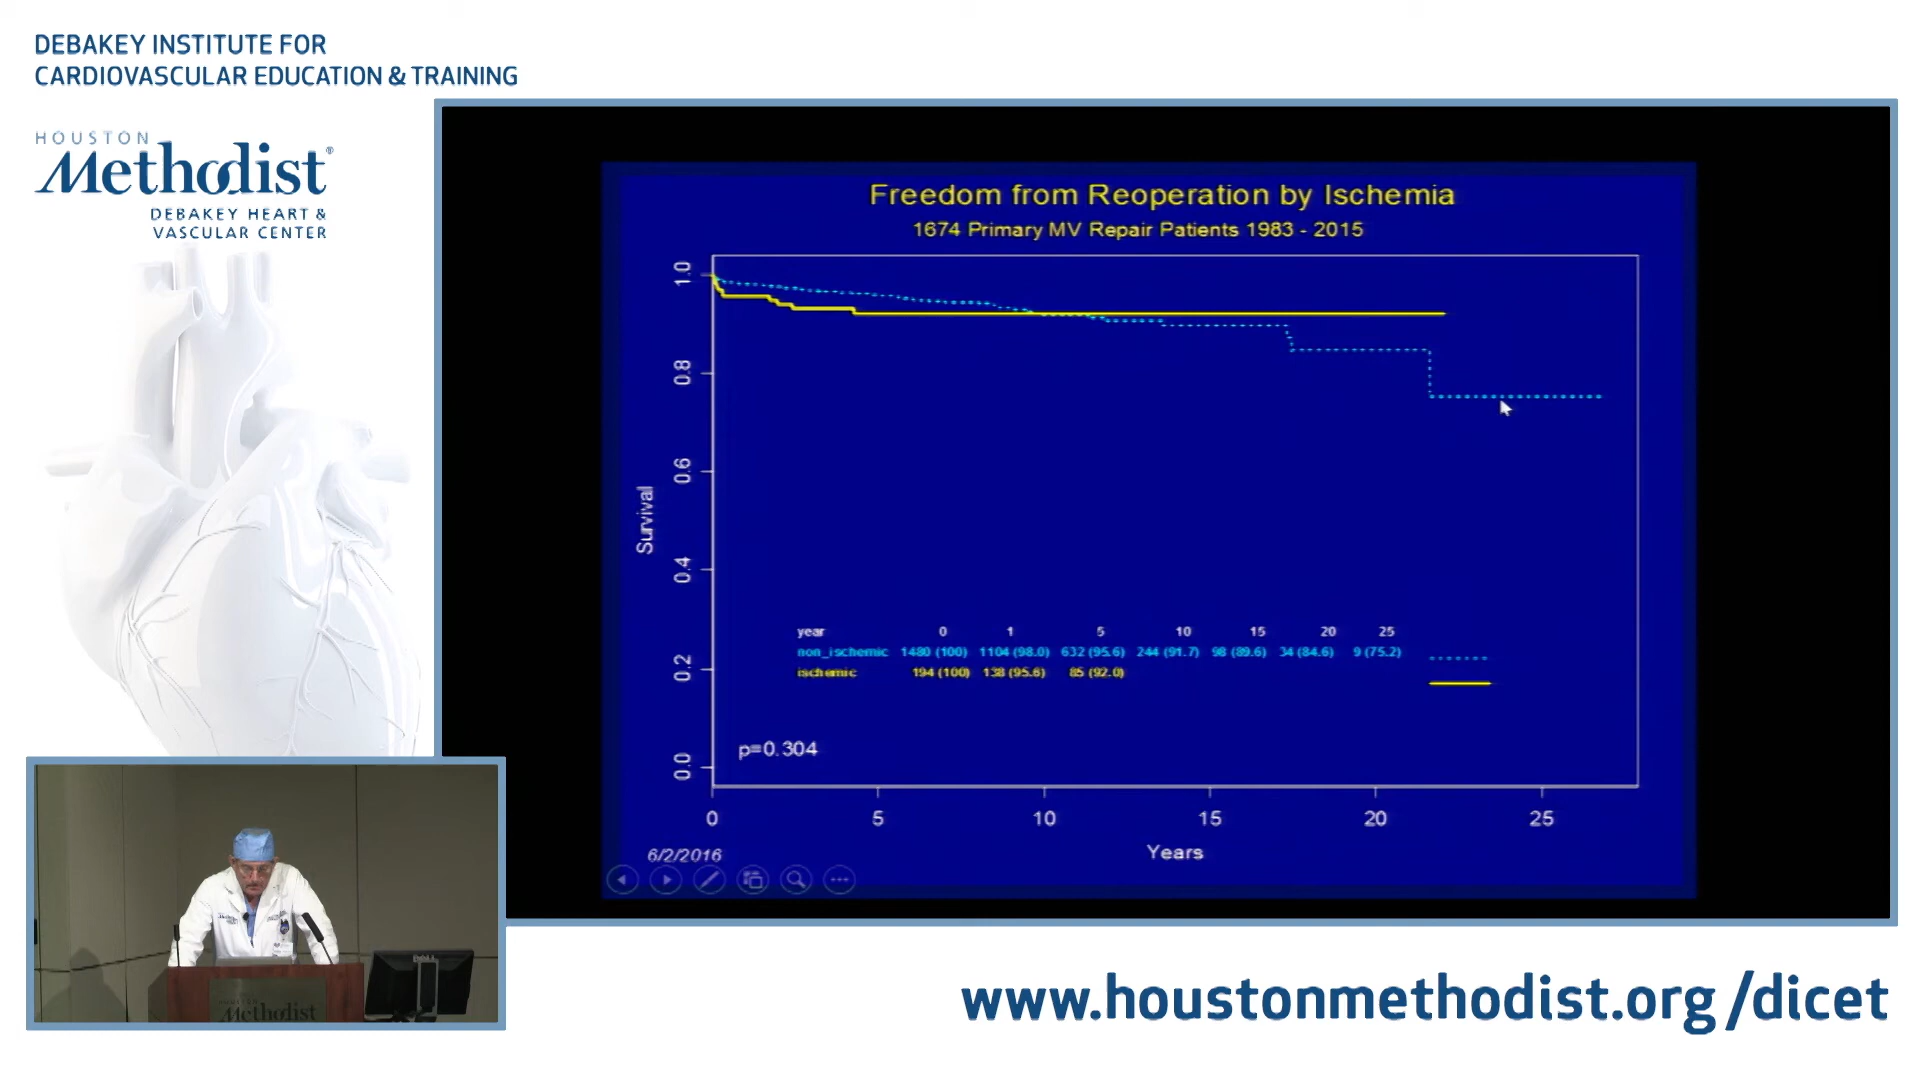 DEBAKEY INSTITUTE FOR
CARDIOVASCULAR EDUCATION & TRAINING
HOUSTON
Methodist®
DEBAKEY HEART &
VASCULAR CENTER
Freedom from Reoperation by Ischemia
1674 Primary MV Repair Patients 1983 - 2015
1.0
0.8
0.6
0.4
0.2
0.0
Survival
year 0 1 5 10 15 20 25
non_ischemic 1480 (100) 1104 (98.0) 632 (95.6) 244 (91.7) 98 (89.6) 34 (84.6) 9 (75.2)
ischemic 194 (100) 138 (95.6) 85 (92.0)
p=0.304
0 5 10 15 20 25
Years
6/2/2016
DELL
HOUSTON
Methodist
www.houstonmethodist.org/dicet